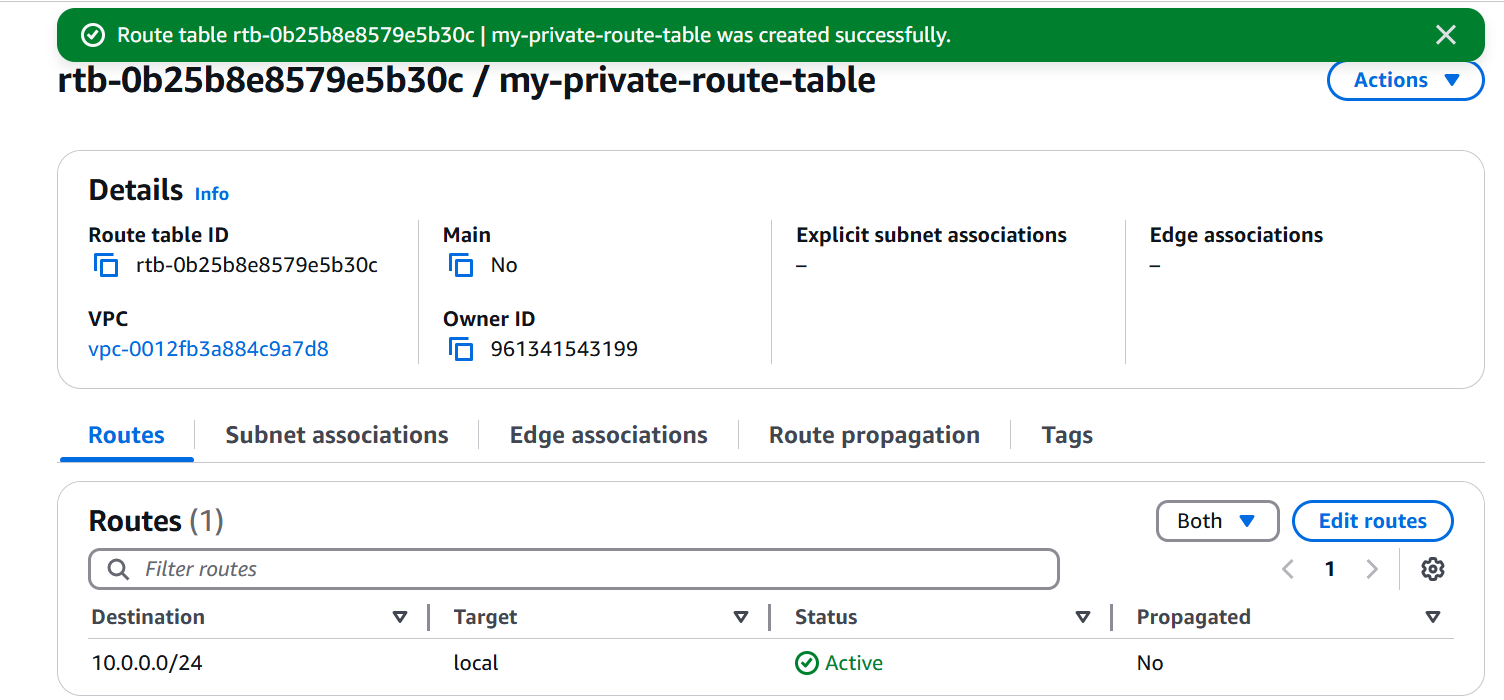 Route table rtb-0b25b8e8579e5b30c | my-private-route-table was created successfully.
rtb-0b25b8e8579e5b30c / my-private-route-table
Actions
Details Info
Route table ID
rtb-0b25b8e8579e5b30c
Main
No
Explicit subnet associations
–
Edge associations
–
VPC
vpc-0012fb3a884c9a7d8
Owner ID
961341543199
Routes
Subnet associations
Edge associations
Route propagation
Tags
Routes (1)
Both
Edit routes
Filter routes
1
Destination Target Status Propagated
10.0.0.0/24 local Active No